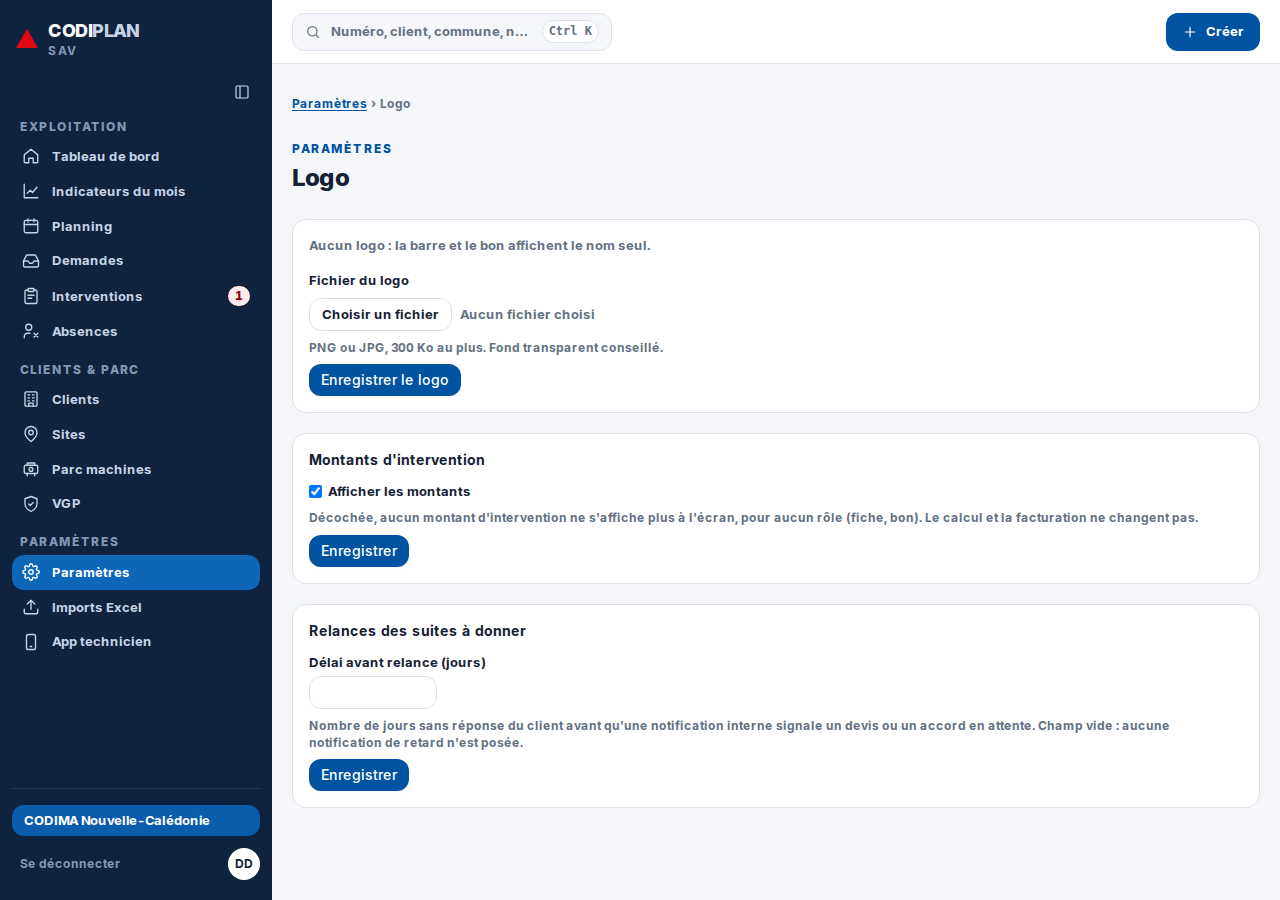 CODIPLAN
SAV
EXPLOITATION
Tableau de bord
Indicateurs du mois
Planning
Demandes
Interventions 1
Absences
CLIENTS & PARC
Clients
Sites
Parc machines
VGP
PARAMÈTRES
Paramètres
Imports Excel
App technicien
CODIMA Nouvelle-Calédonie
Se déconnecter DD
Numéro, client, commune, n... Ctrl K
Créer
Paramètres › Logo
PARAMÈTRES
Logo
Aucun logo : la barre et le bon affichent le nom seul.
Fichier du logo
Choisir un fichier Aucun fichier choisi
PNG ou JPG, 300 Ko au plus. Fond transparent conseillé.
Enregistrer le logo
Montants d'intervention
Afficher les montants
Décochée, aucun montant d'intervention ne s'affiche plus à l'écran, pour aucun rôle (fiche, bon). Le calcul et la facturation ne changent pas.
Enregistrer
Relances des suites à donner
Délai avant relance (jours)
Nombre de jours sans réponse du client avant qu'une notification interne signale un devis ou un accord en attente. Champ vide : aucune
notification de retard n'est posée.
Enregistrer